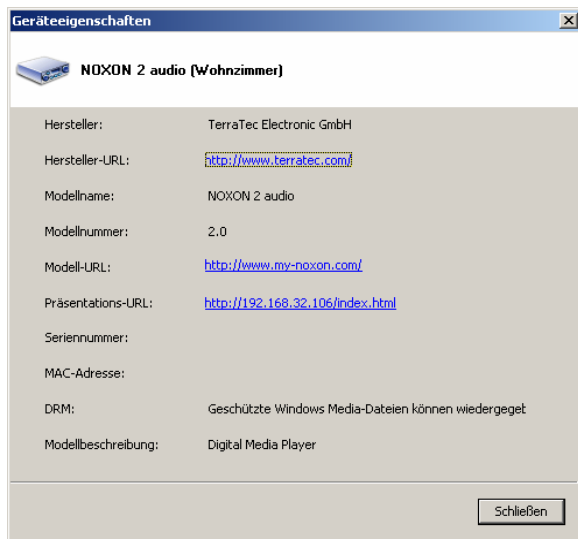 Geräteeigenschaften
NOXON 2 audio (Wohnzimmer)
Hersteller: TerraTec Electronic GmbH
Hersteller-URL: http://www.terratec.com/
Modellname: NOXON 2 audio
Modellnummer: 2.0
Modell-URL: http://www.my-noxon.com/
Präsentations-URL: http://192.168.32.106/index.html
Seriennummer:
MAC-Adresse:
DRM: Geschützte Windows Media-Dateien können wiedergeget
Modellbeschreibung: Digital Media Player
Schließen